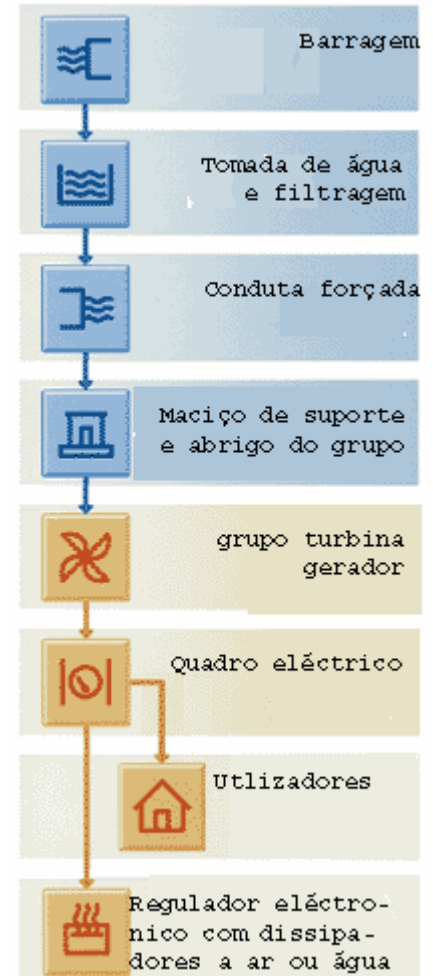 Barragem
Tomada de água
e filtragem
Conduta forçada
Maciço de suporte
e abrigo do grupo
grupo turbina
gerador
Quadro eléctrico
Utlizadores
Regulador eléctro-
nico com dissipa-
dores a ar ou água